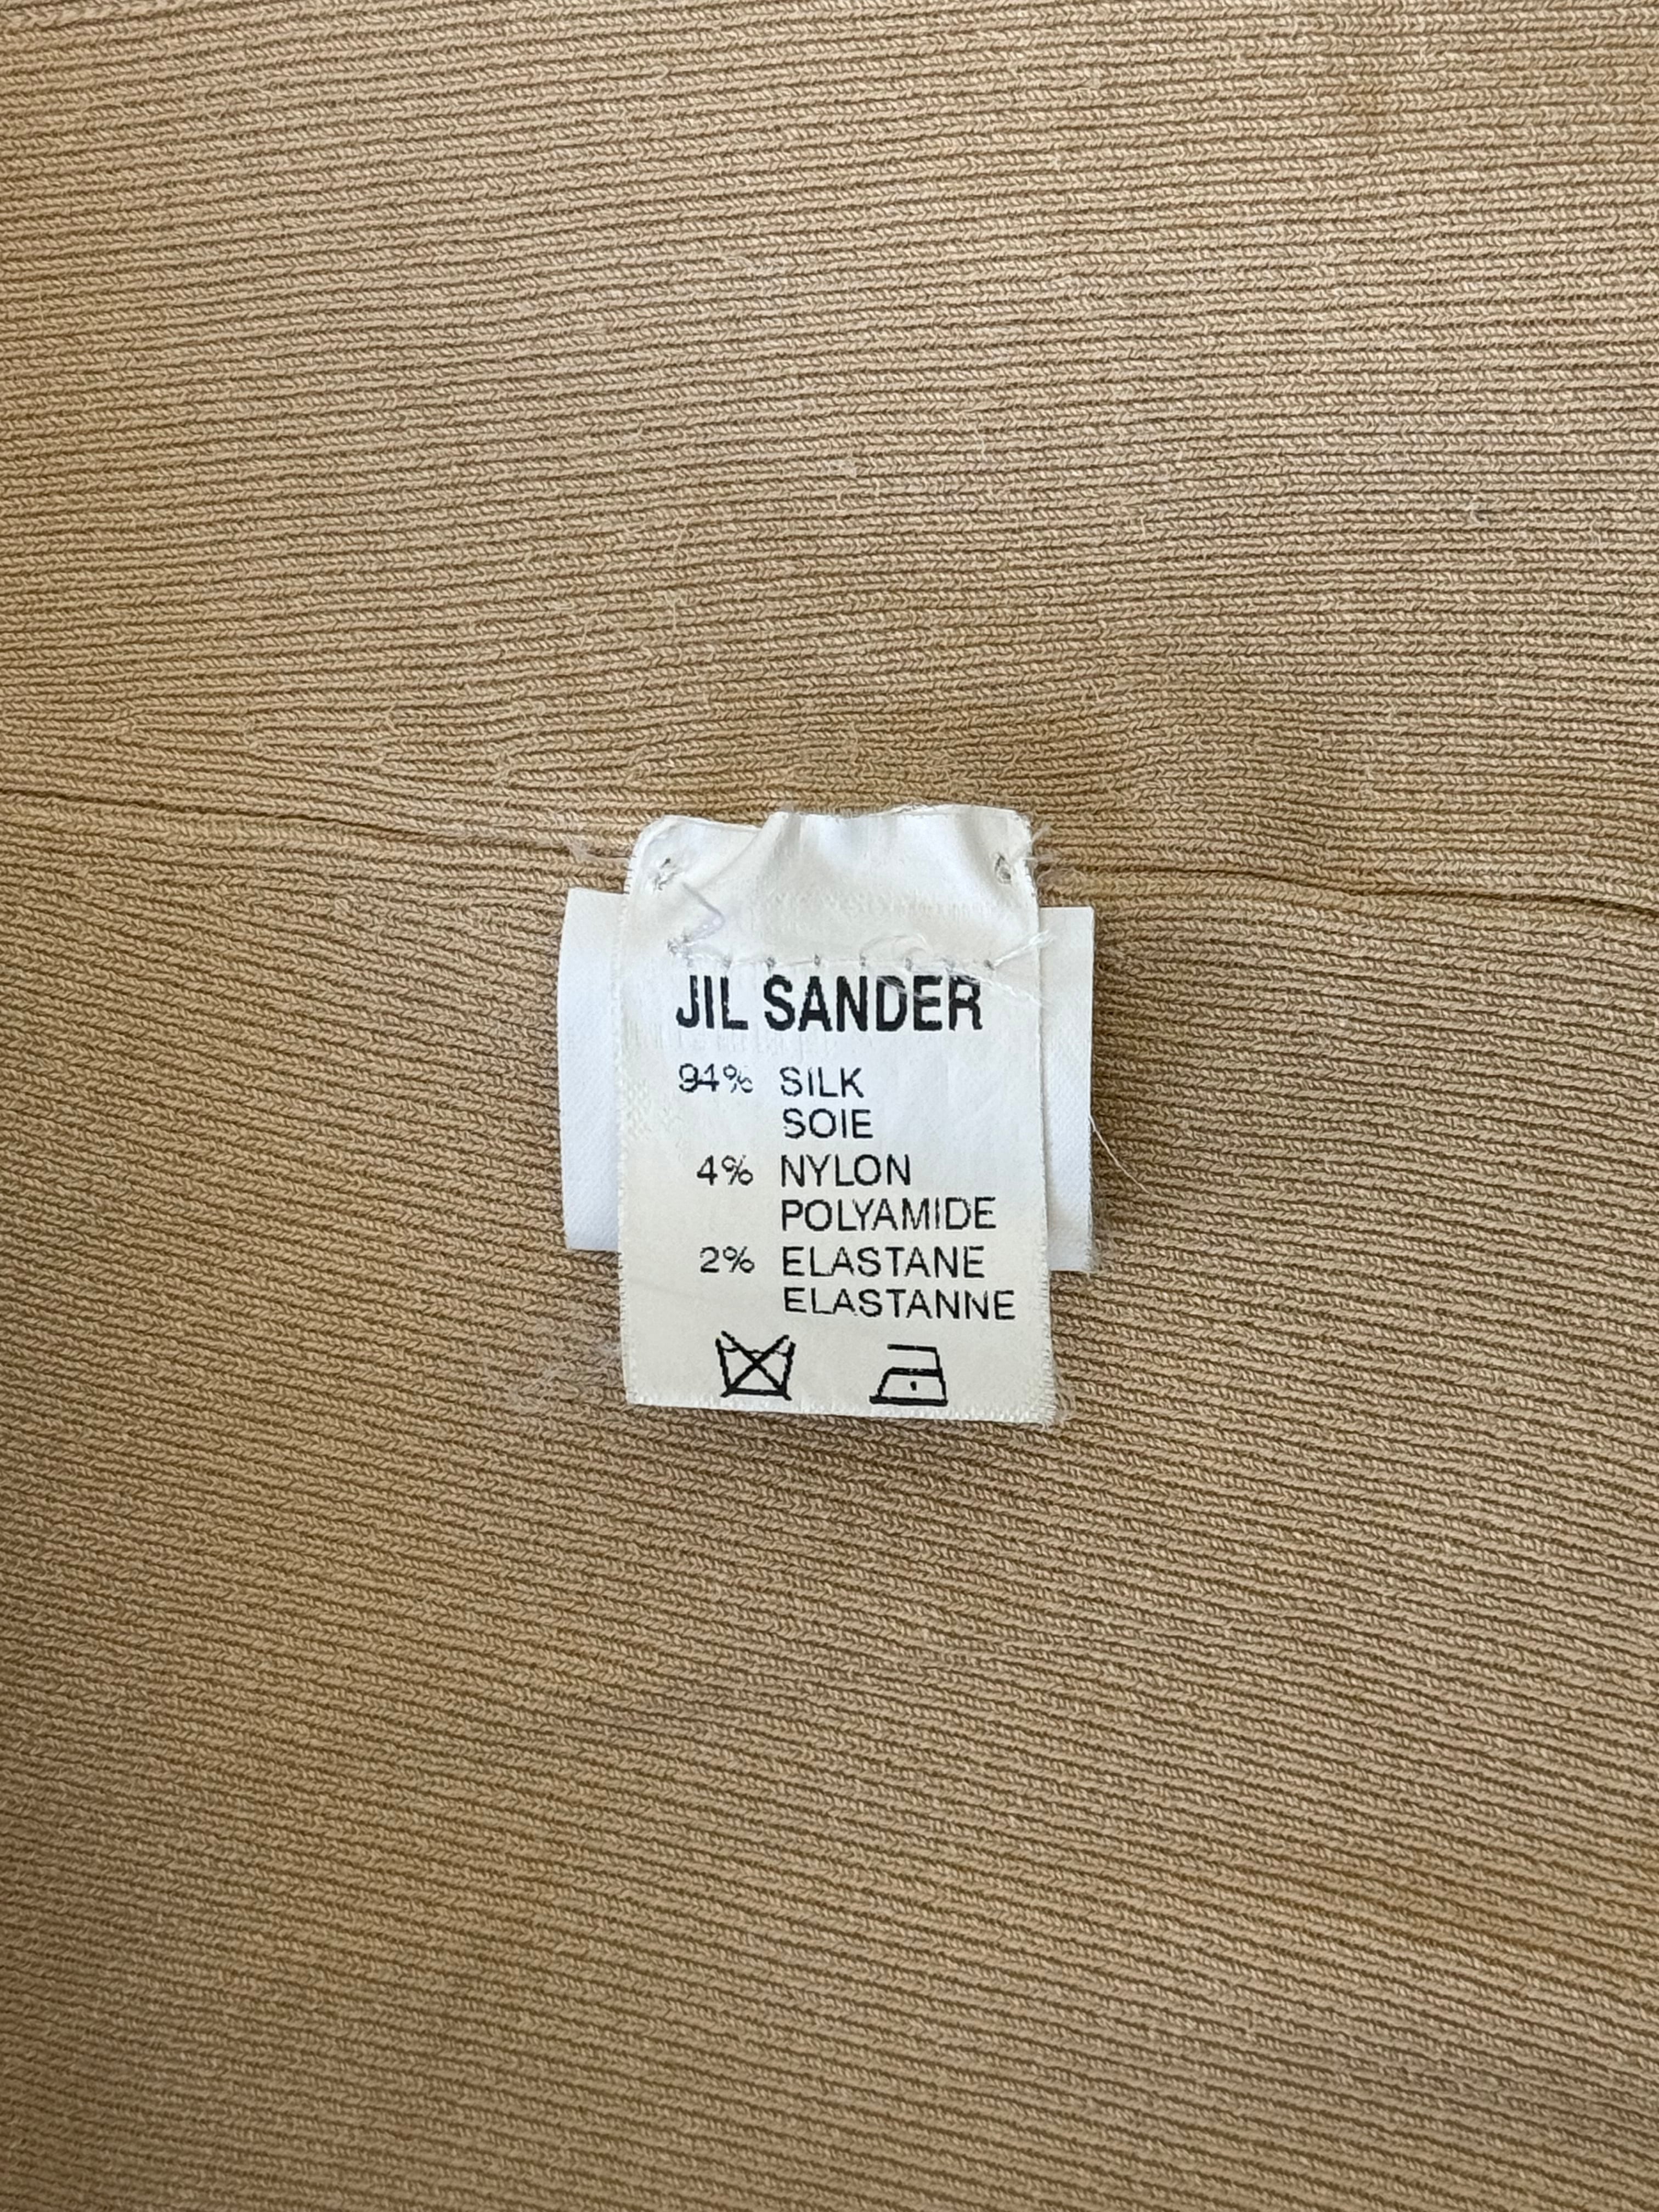 JIL SANDER
94% SILK
SOIE
4% NYLON
POLYAMIDE
2% ELASTANE
ELASTANNE